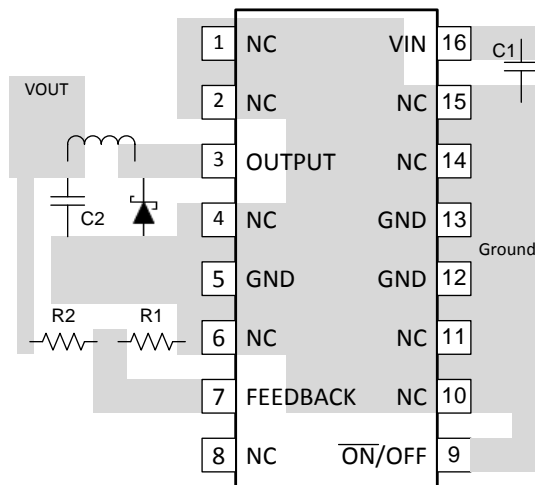 1 NC VIN 16 C1
2 NC NC 15
VOUT
3 OUTPUT NC 14
4 NC GND 13
C2
Ground
5 GND GND 12
R2 R1
6 NC NC 11
7 FEEDBACK NC 10
8 NC ON/OFF 9